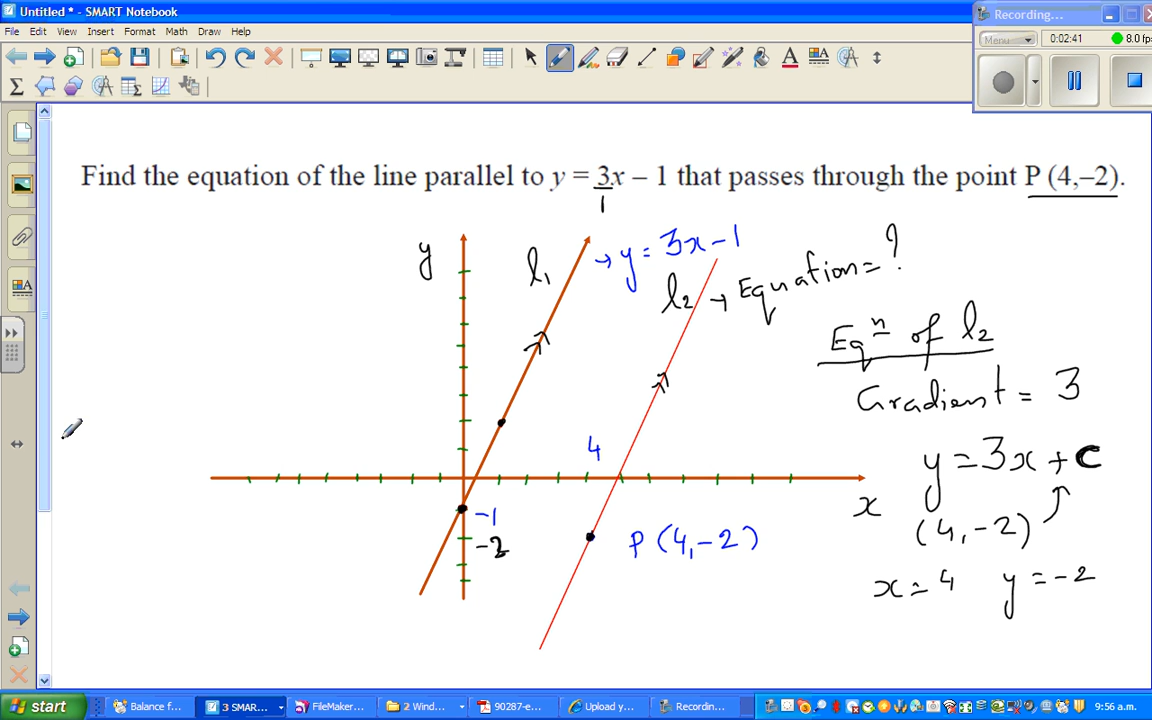 Untitled * - SMART Notebook
Recording...
File Edit View Insert Format Math Draw Help
Menu
0:02:41
8.0 fp
Find the equation of the line parallel to y = 3x – 1 that passes through the point P (4,–2).
1
y
l₁
→ y = 3x – 1
l₂ → Equation = ?
Eqⁿ of l₂
Gradient = 3
4
y = 3x + c
x
-1
(4, -2)
-2
P (4, -2)
x = 4 y = -2
start
Balance f...
3 SMAR...
FileMaker...
2 Wind...
90287-e...
Upload y...
Recordin...
9:56 a.m.